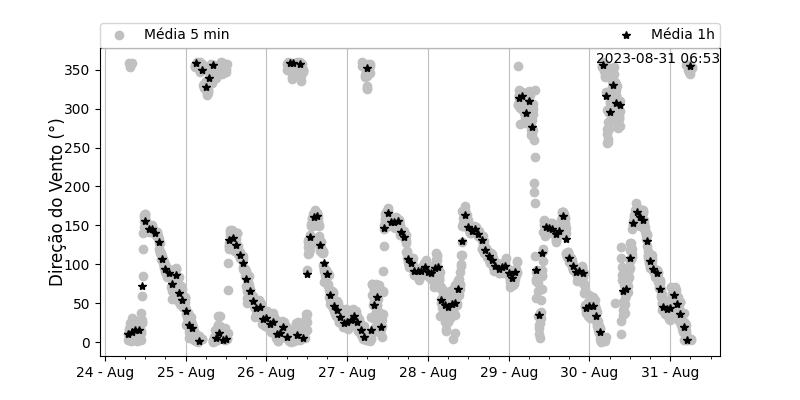 Média 5 min
Média 1h
2023-08-31 06:53
Direção do Vento (°)
350
300
250
200
150
100
50
0
24 - Aug
25 - Aug
26 - Aug
27 - Aug
28 - Aug
29 - Aug
30 - Aug
31 - Aug